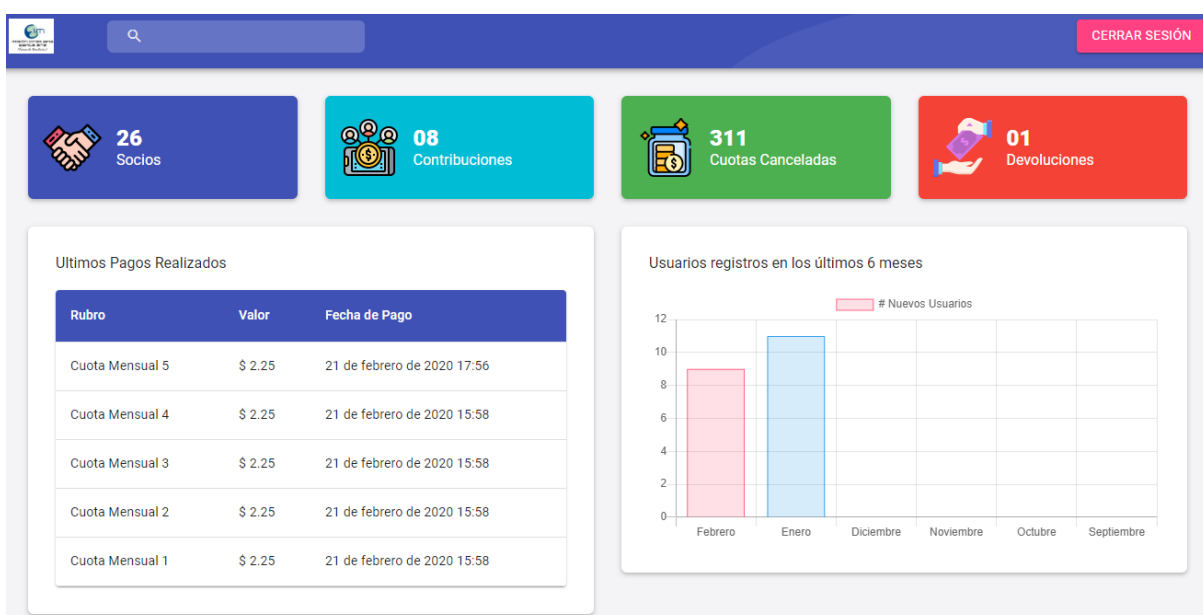 CERRAR SESIÓN
26
Socios
08
Contribuciones
311
Cuotas Canceladas
01
Devoluciones
Ultimos Pagos Realizados
Rubro Valor Fecha de Pago
Cuota Mensual 5 $ 2.25 21 de febrero de 2020 17:56
Cuota Mensual 4 $ 2.25 21 de febrero de 2020 15:58
Cuota Mensual 3 $ 2.25 21 de febrero de 2020 15:58
Cuota Mensual 2 $ 2.25 21 de febrero de 2020 15:58
Cuota Mensual 1 $ 2.25 21 de febrero de 2020 15:58
Usuarios registros en los últimos 6 meses
# Nuevos Usuarios
12
10
8
6
4
2
0
Febrero Enero Diciembre Noviembre Octubre Septiembre